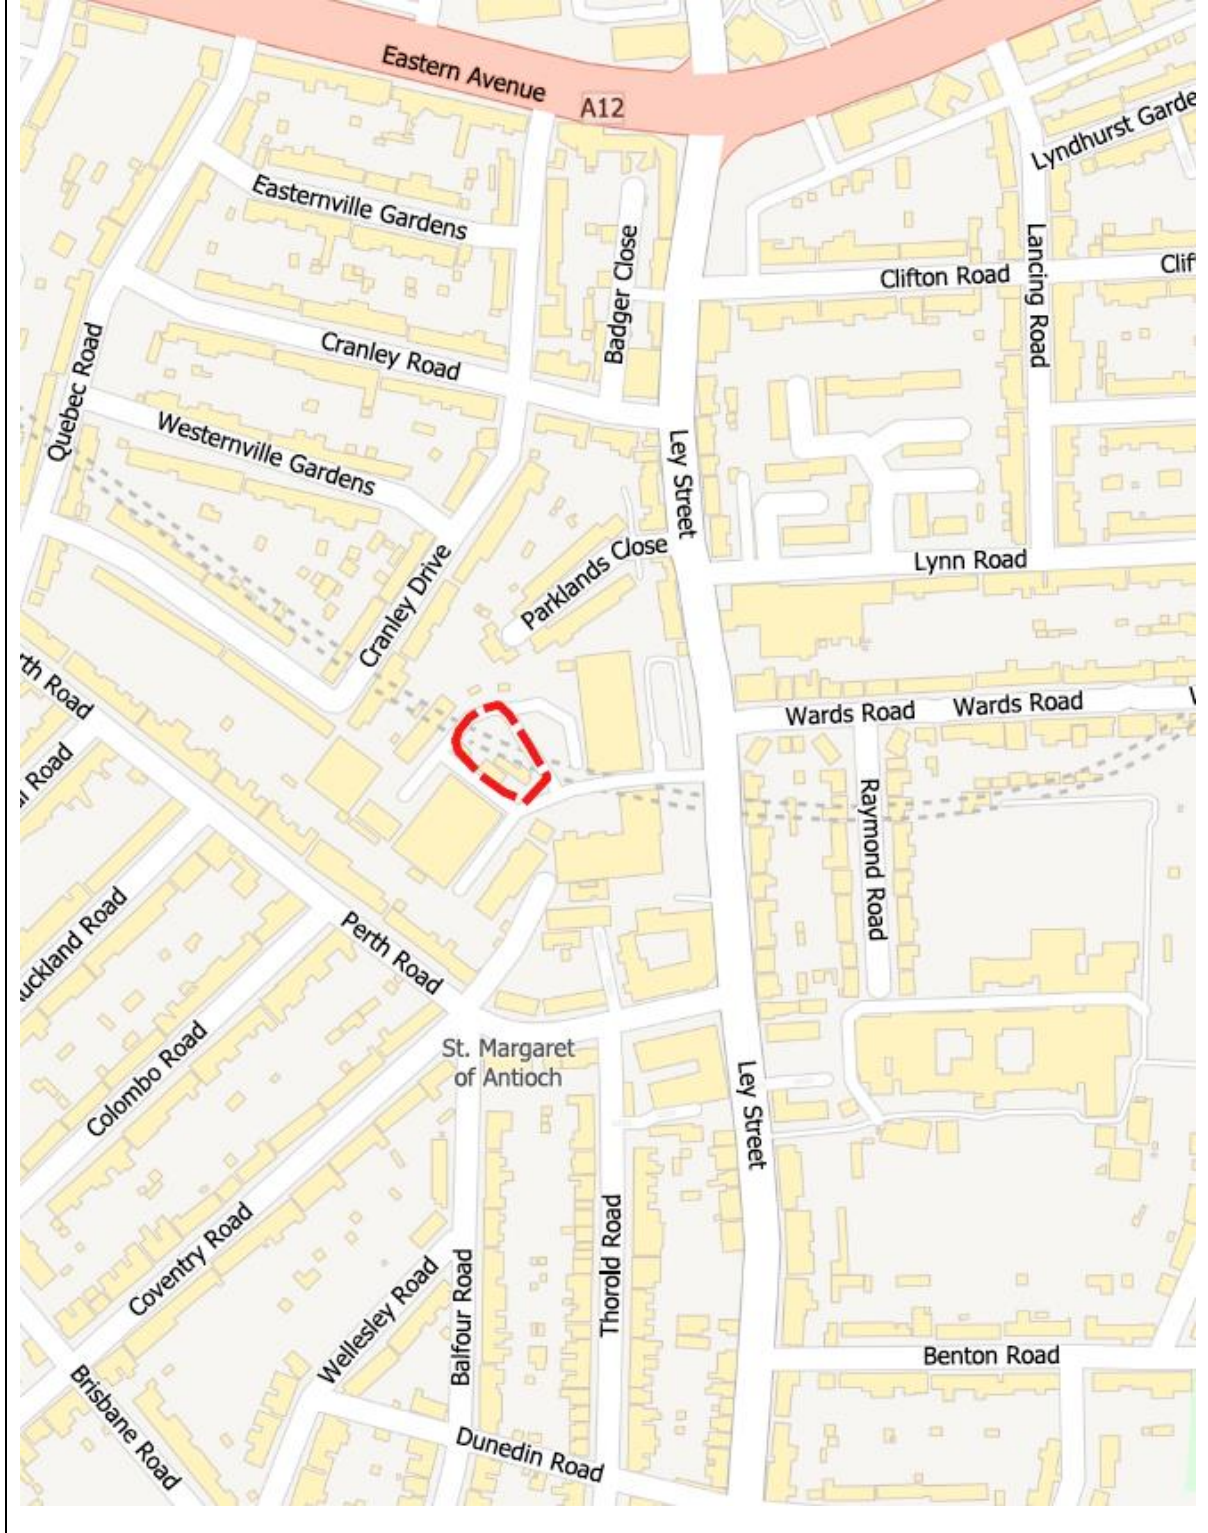 Eastern Avenue
A12
Lyndhurst Garde
Easternville Gardens
Badger Close
Clifton Road
Clif
Lancing Road
Cranley Road
Quebec Road
Westernville Gardens
Ley Street
Parklands Close
Lynn Road
Cranley Drive
rth Road
Wards Road
Wards Road
Raymond Road
Perth Road
uckland Road
Colombo Road
St. Margaret
of Antioch
Ley Street
Coventry Road
Thorold Road
Wellesley Road
Balfour Road
Benton Road
Brisbane Road
Dunedin Road